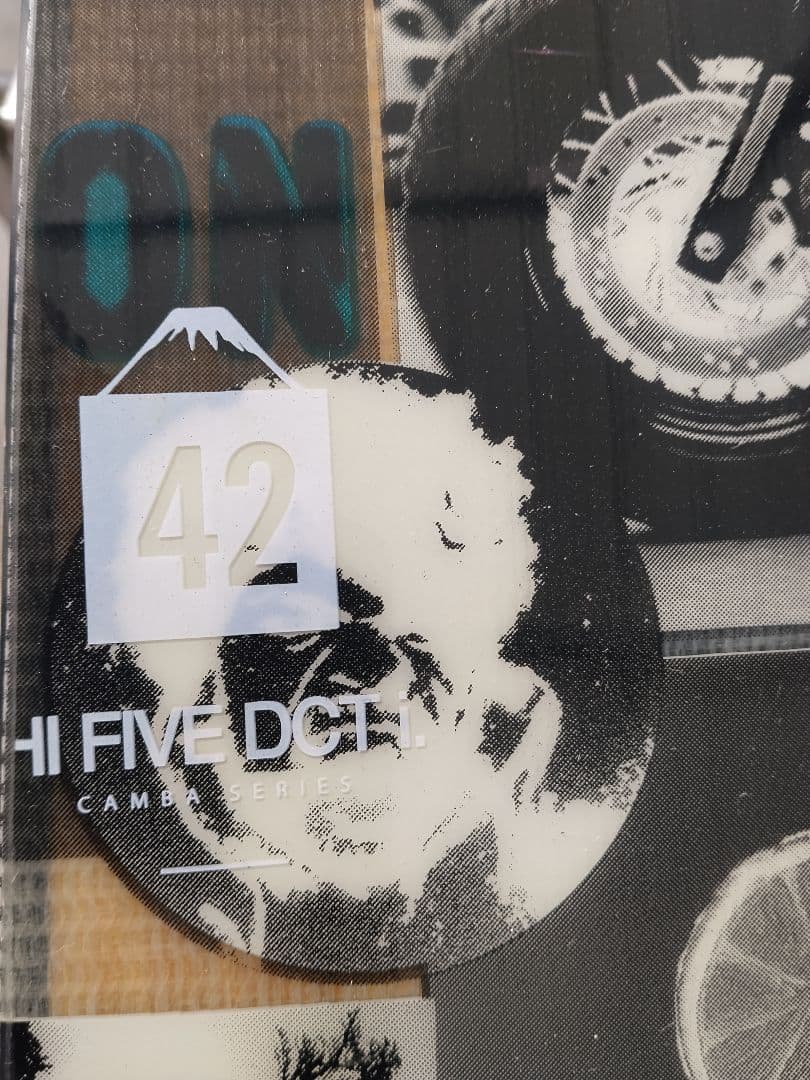 ON
42
HI FIVE DCT i.
CAMBA SERIES